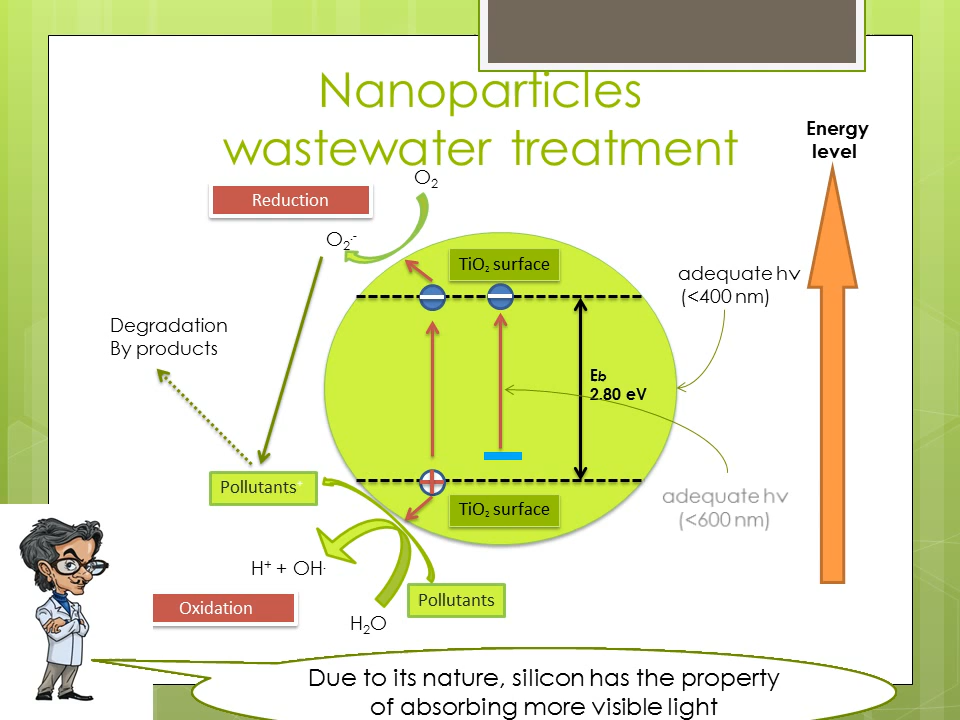 Nanoparticles
wastewater treatment
Energy
level
O₂
Reduction
O₂.-
TiO₂ surface
adequate hν
(<400 nm)
Degradation
By products
Eb
2.80 eV
Pollutants+
adequate hν
(<600 nm)
TiO₂ surface
H⁺ + OH.
Pollutants
Oxidation
H₂O
Due to its nature, silicon has the property
of absorbing more visible light